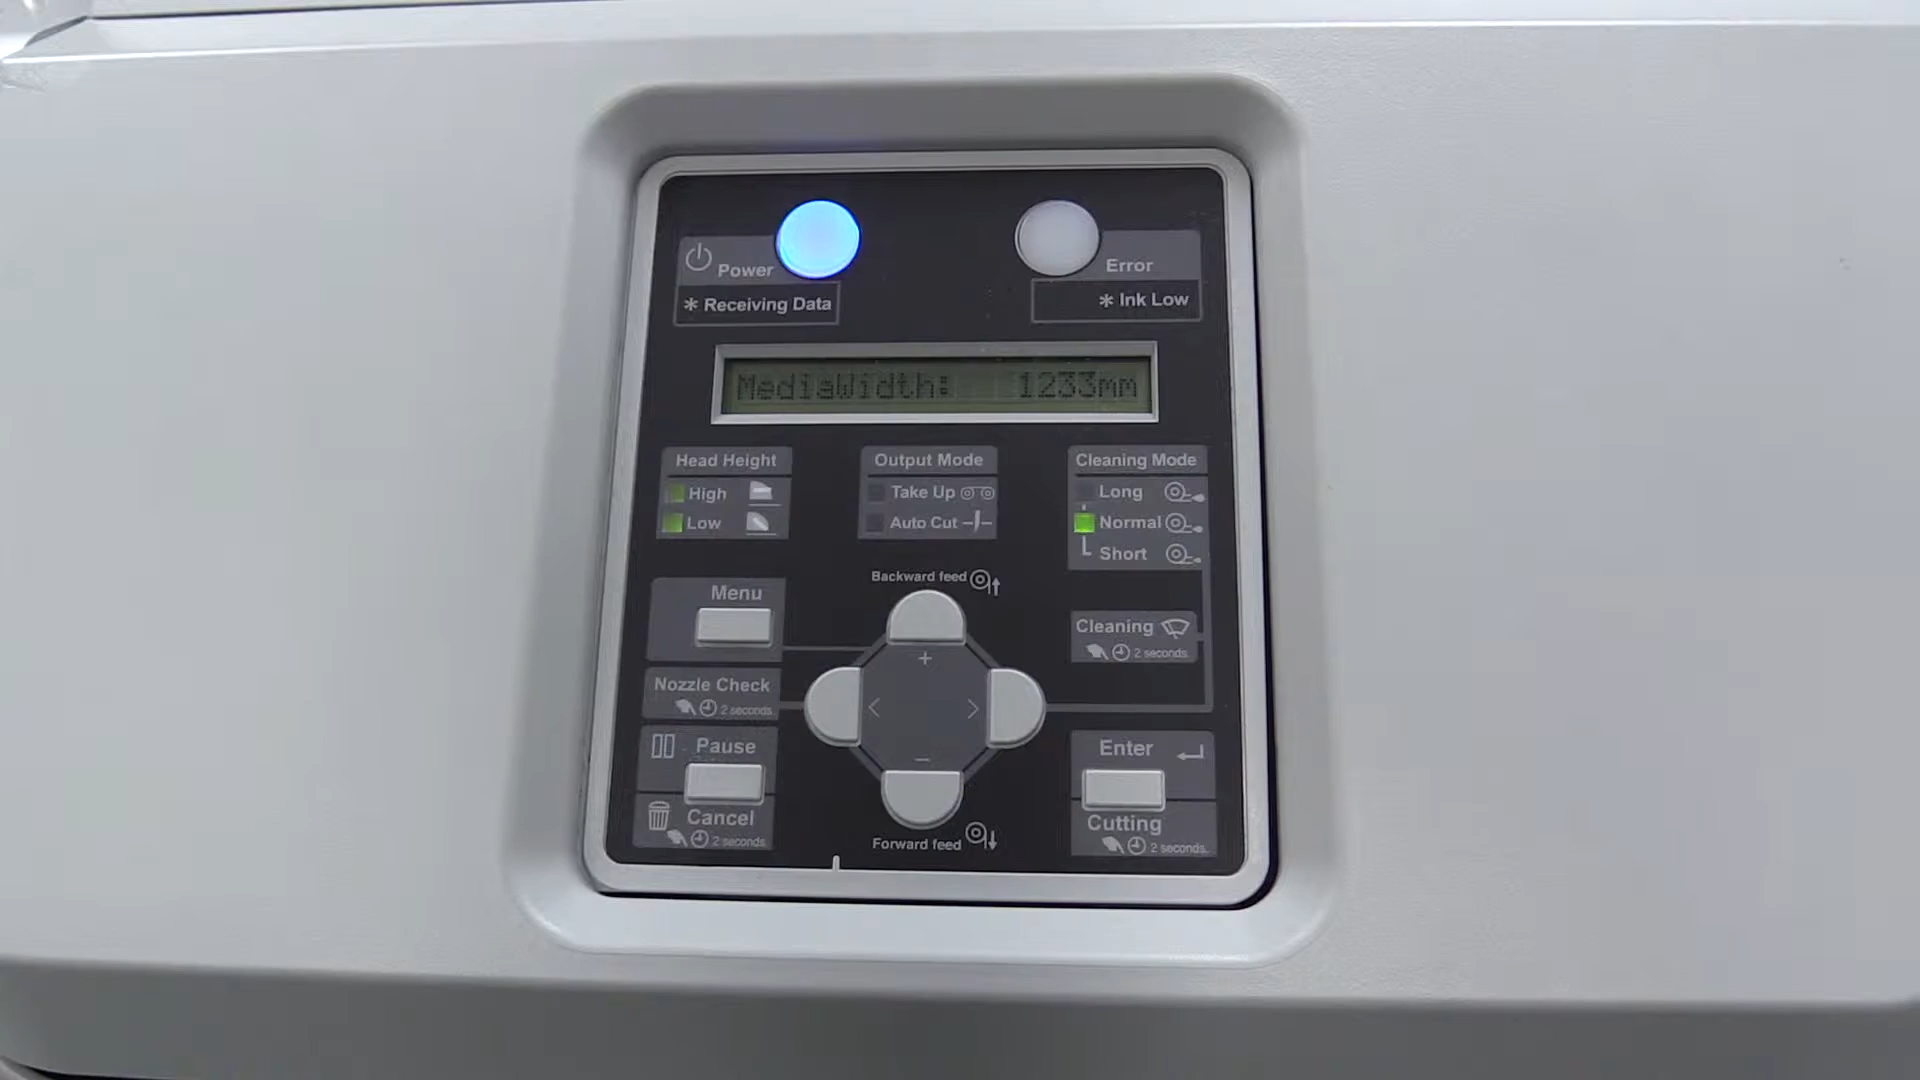 Power
Error
* Receiving Data
* Ink Low
MediaWidth: 1233mm
Head Height
High
Low
Output Mode
Take Up
Auto Cut
Cleaning Mode
Long
Normal
Short
Backward feed
Menu
+
Cleaning
2 seconds.
Nozzle Check
2 seconds.
< >
Pause
−
Enter
Cancel
2 seconds.
Forward feed
Cutting
2 seconds.